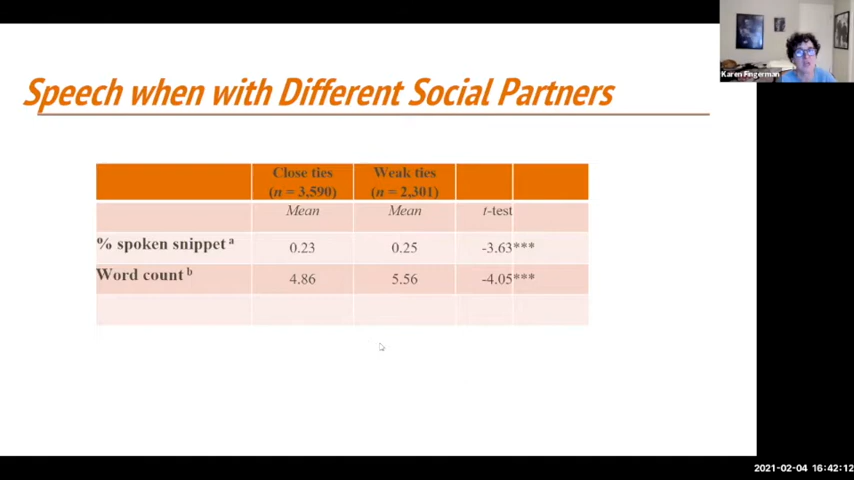 Karen Fingerman
Speech when with Different Social Partners
Close ties Weak ties
(n = 3,590) (n = 2,301)
Mean Mean t-test
% spoken snippet a 0.23 0.25 -3.63***
Word count b 4.86 5.56 -4.05***
2021-02-04 16:42:12